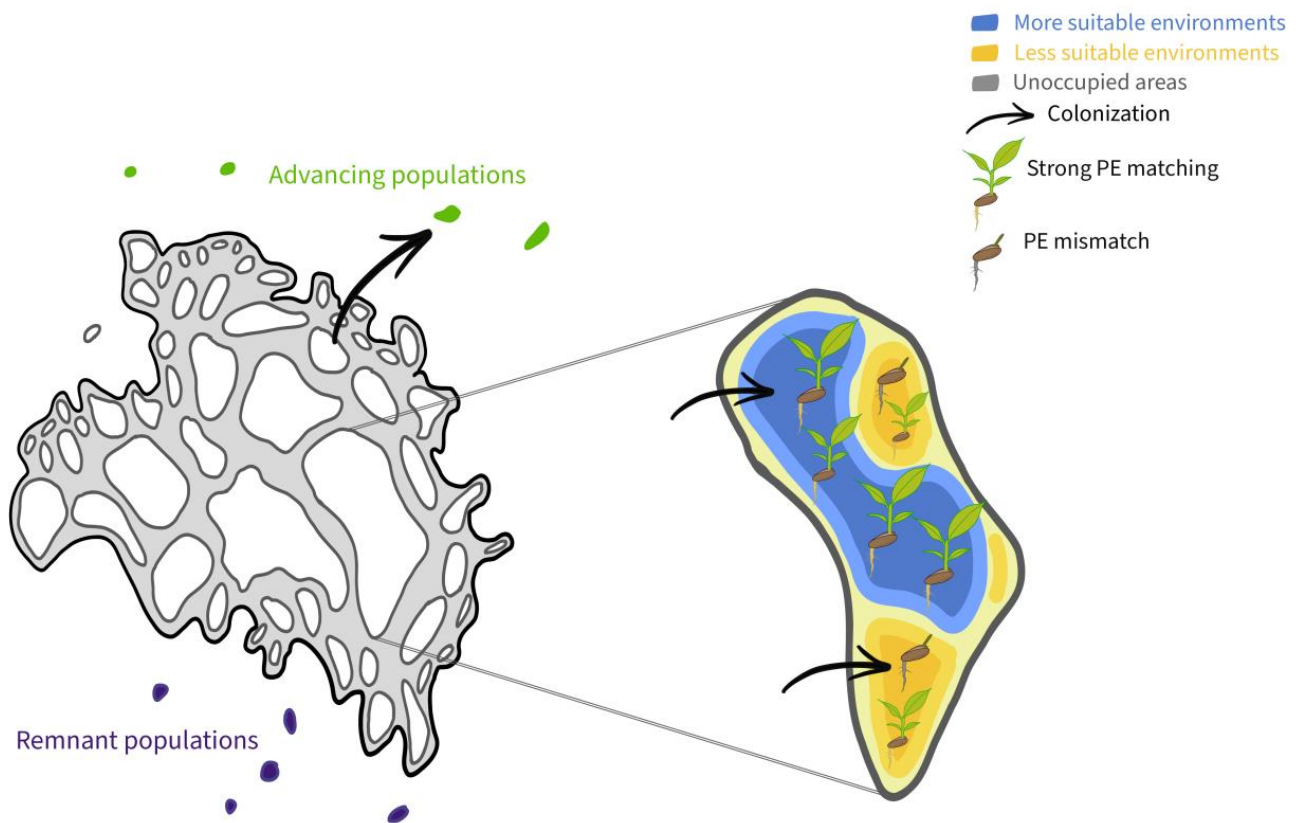 More suitable environments
Less suitable environments
Unoccupied areas
Colonization
Strong PE matching
PE mismatch
Advancing populations
Remnant populations